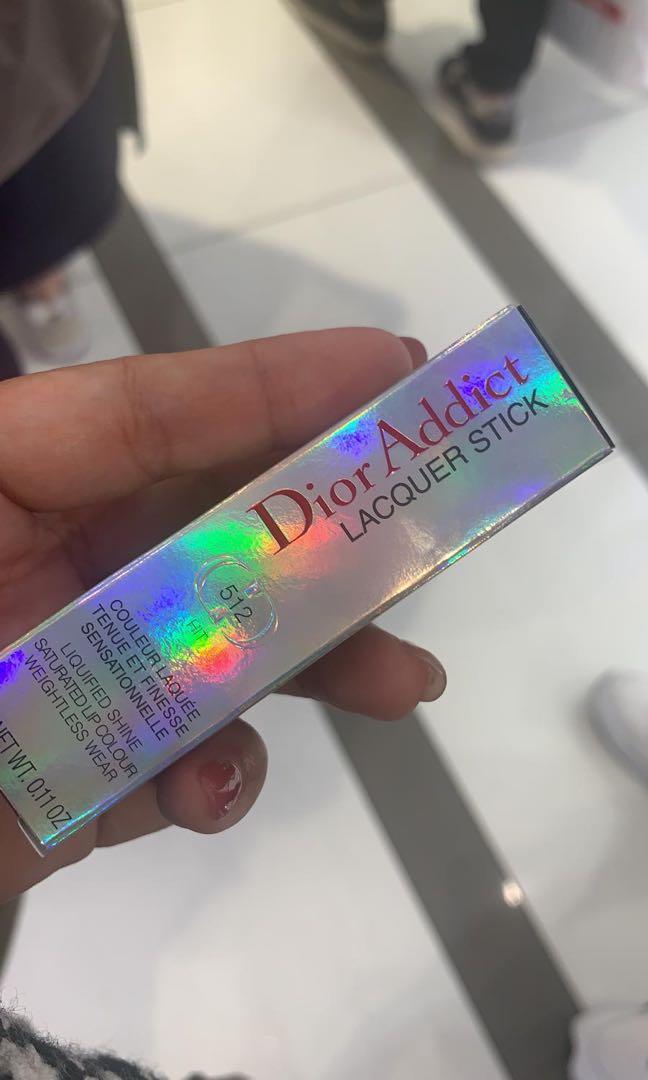 Dior Addict
LACQUER STICK
512
COULEUR LAQUÉE
TENUE ET FINESSE
SENSATIONNELLE
LIQUIFIED SHINE
SATURATED LIP COLOUR
WEIGHTLESS WEAR
NET WT. 0.11 OZ